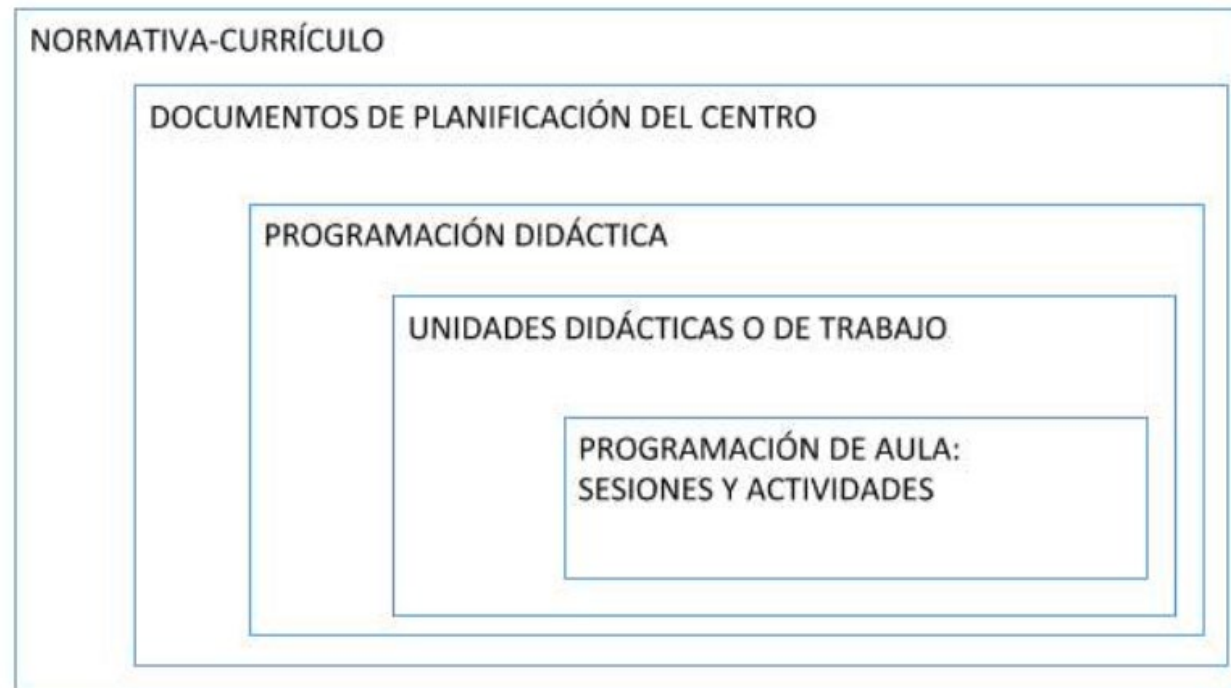 NORMATIVA-CURRÍCULO
DOCUMENTOS DE PLANIFICACIÓN DEL CENTRO
PROGRAMACIÓN DIDÁCTICA
UNIDADES DIDÁCTICAS O DE TRABAJO
PROGRAMACIÓN DE AULA:
SESIONES Y ACTIVIDADES